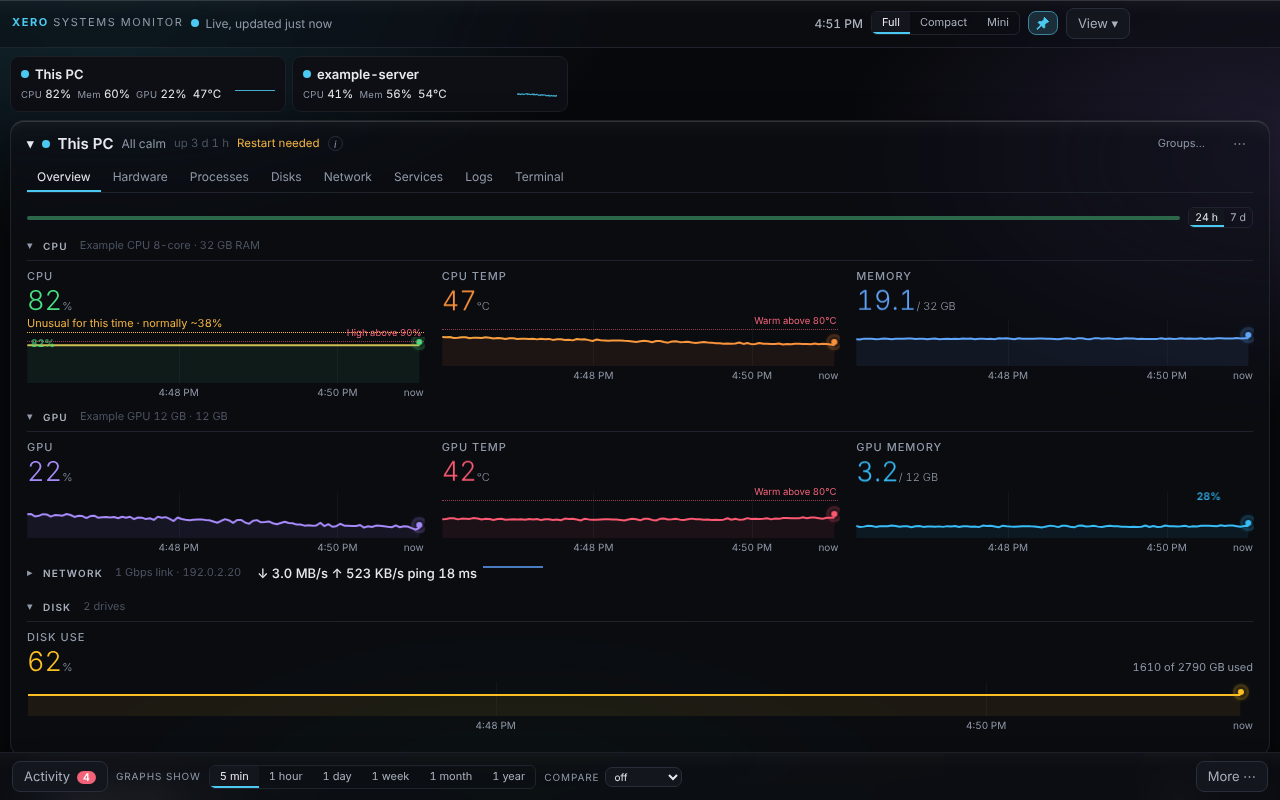 XERO SYSTEMS MONITOR Live, updated just now 4:51 PM Full Compact Mini View ▾
This PC
CPU 82% Mem 60% GPU 22% 47°C
example-server
CPU 41% Mem 56% 54°C
▾ This PC All calm up 3 d 1 h Restart needed i Groups... ···
Overview Hardware Processes Disks Network Services Logs Terminal
24 h 7 d
▾ CPU Example CPU 8-core · 32 GB RAM
CPU
82%
Unusual for this time · normally ~38%
High above 90%
82%
4:48 PM 4:50 PM now
CPU TEMP
47°C
Warm above 80°C
4:48 PM 4:50 PM now
MEMORY
19.1 / 32 GB
4:48 PM 4:50 PM now
▾ GPU Example GPU 12 GB · 12 GB
GPU
22%
4:48 PM 4:50 PM now
GPU TEMP
42°C
Warm above 80°C
4:48 PM 4:50 PM now
GPU MEMORY
3.2 / 12 GB
28%
4:48 PM 4:50 PM now
▸ NETWORK 1 Gbps link · 192.0.2.20 ↓ 3.0 MB/s ↑ 523 KB/s ping 18 ms
▾ DISK 2 drives
DISK USE
62%
1610 of 2790 GB used
4:48 PM 4:50 PM now
Activity 4 GRAPHS SHOW 5 min 1 hour 1 day 1 week 1 month 1 year COMPARE off More ···